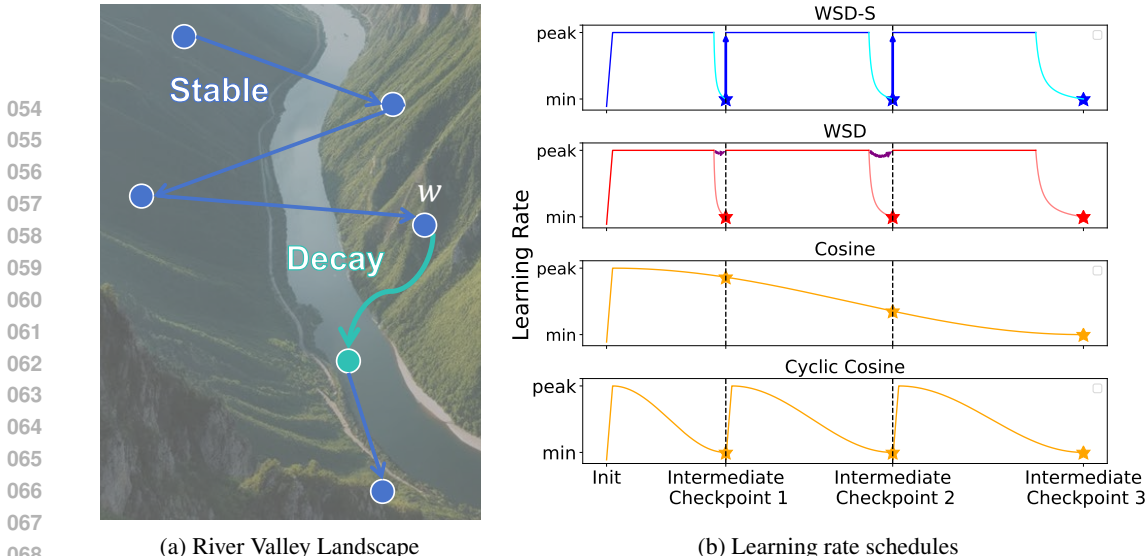 054
055
056
057
058
059
060
061
062
063
064
065
066
067
068
Stable
w
Decay
(a) River Valley Landscape
Learning Rate
WSD-S
peak
min
WSD
peak
min
Cosine
peak
min
Cyclic Cosine
peak
min
Init
Intermediate
Checkpoint 1
Intermediate
Checkpoint 2
Intermediate
Checkpoint 3
(b) Learning rate schedules